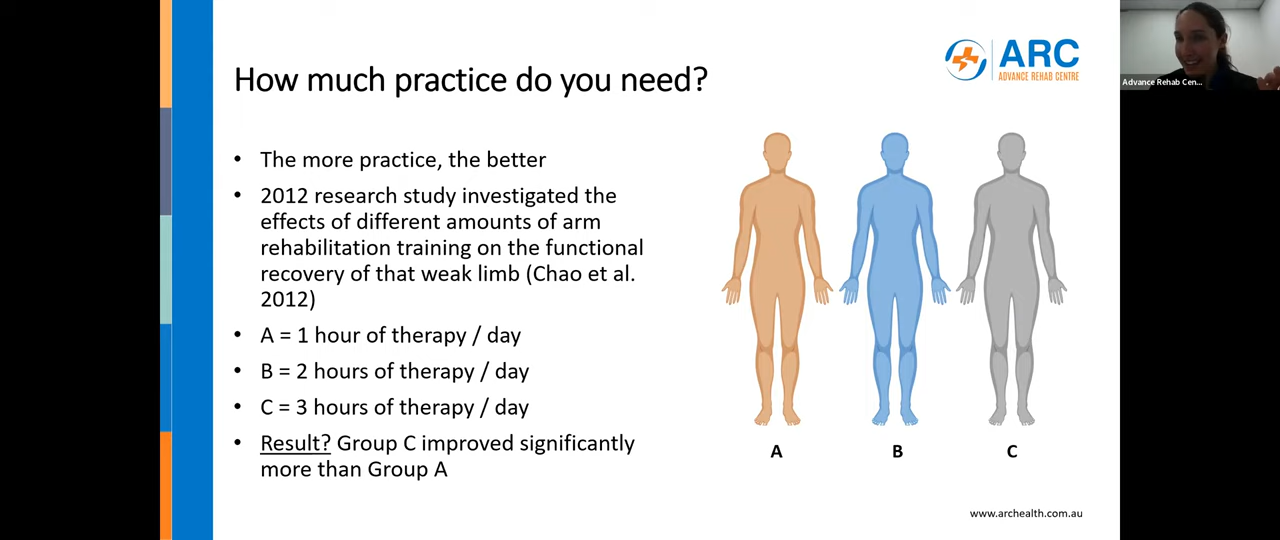 ARC
ADVANCE REHAB CENTRE
Advance Rehab Cen...
How much practice do you need?
• The more practice, the better
• 2012 research study investigated the
effects of different amounts of arm
rehabilitation training on the functional
recovery of that weak limb (Chao et al.
2012)
• A = 1 hour of therapy / day
• B = 2 hours of therapy / day
• C = 3 hours of therapy / day
• Result? Group C improved significantly
more than Group A
A B C
www.archealth.com.au